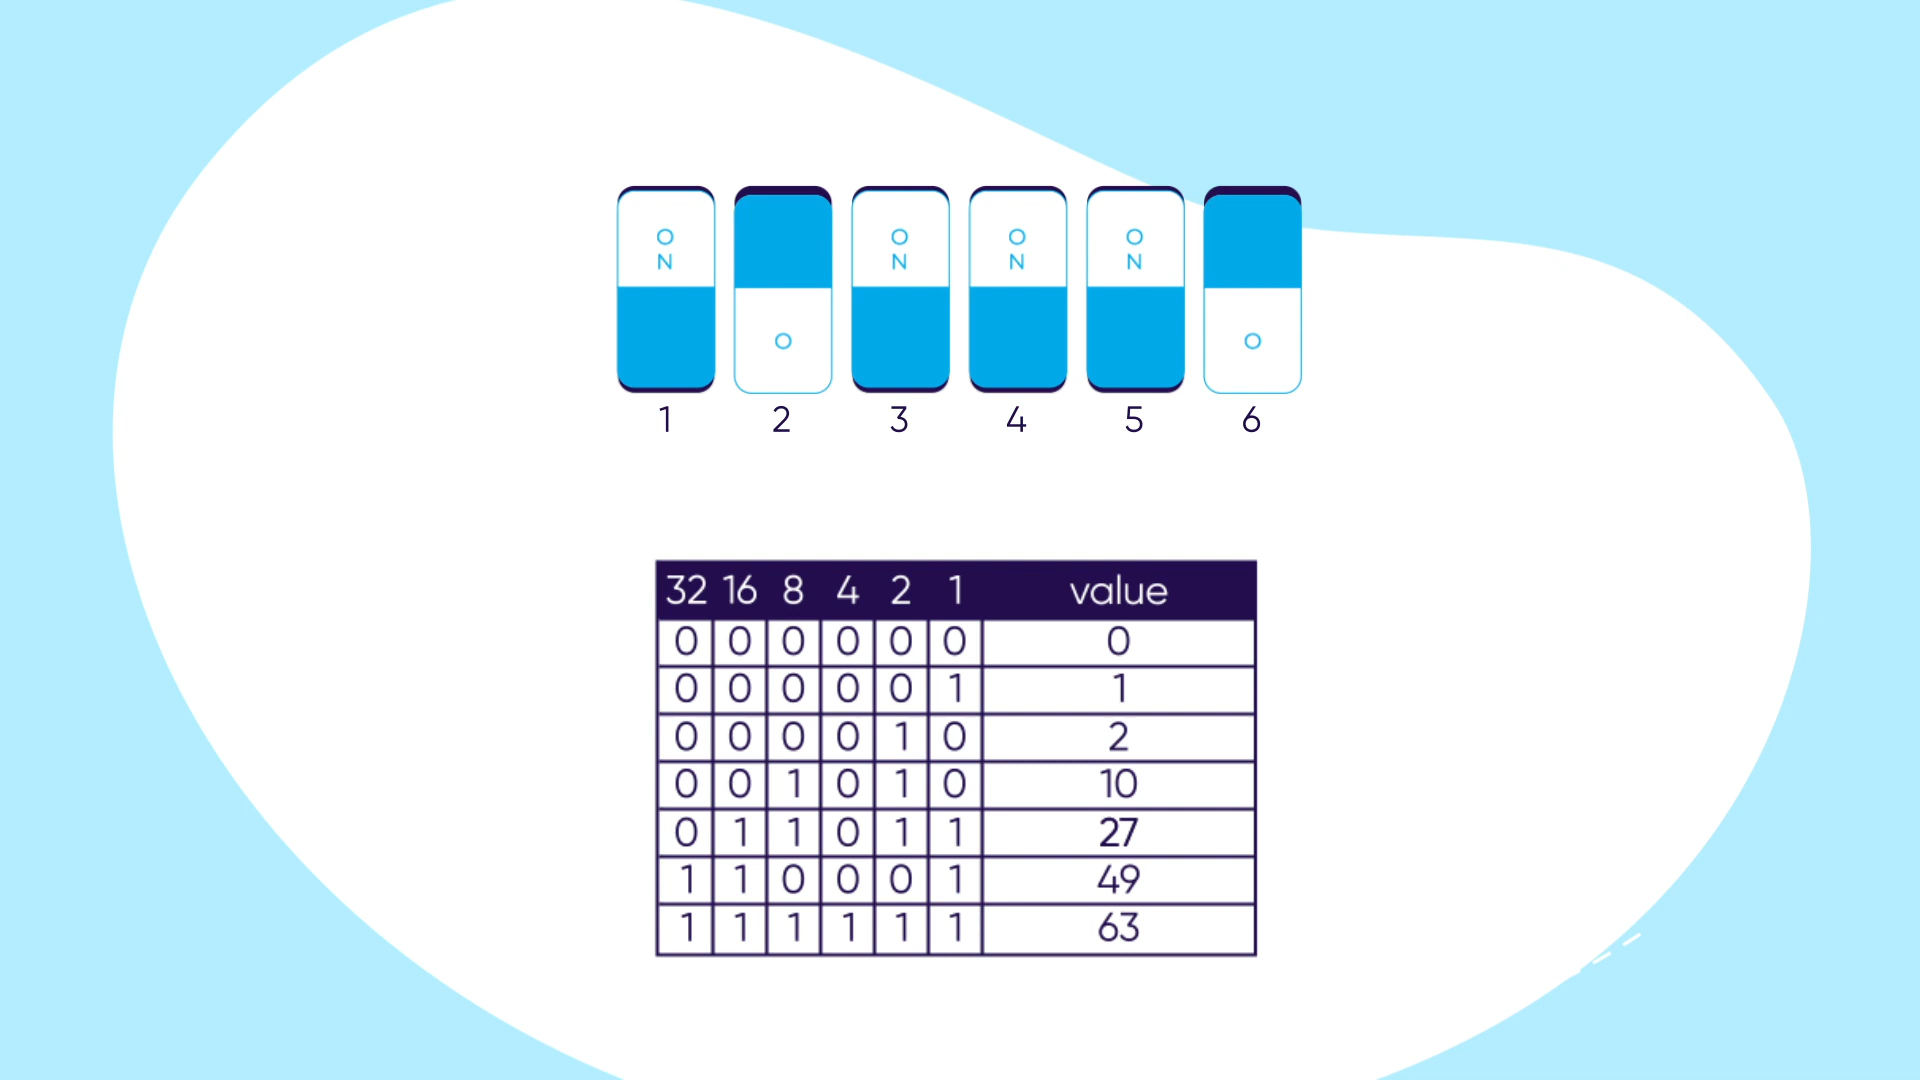 O O O O
N N N N
O O
1 2 3 4 5 6
32 16 8 4 2 1 value
0 0 0 0 0 0 0
0 0 0 0 0 1 1
0 0 0 0 1 0 2
0 0 1 0 1 0 10
0 1 1 0 1 1 27
1 1 0 0 0 1 49
1 1 1 1 1 1 63